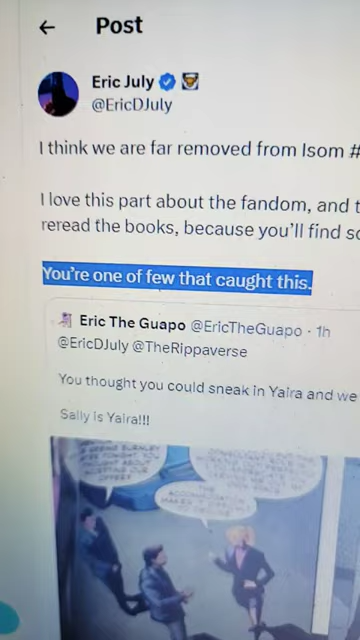 ← Post
Eric July
@EricDJuly
I think we are far removed from Isom #
I love this part about the fandom, and t
reread the books, because you'll find so
You're one of few that caught this.
Eric The Guapo @EricTheGuapo · 1h
@EricDJuly @TheRippaverse
You thought you could sneak in Yaira and we
Sally is Yaira!!!